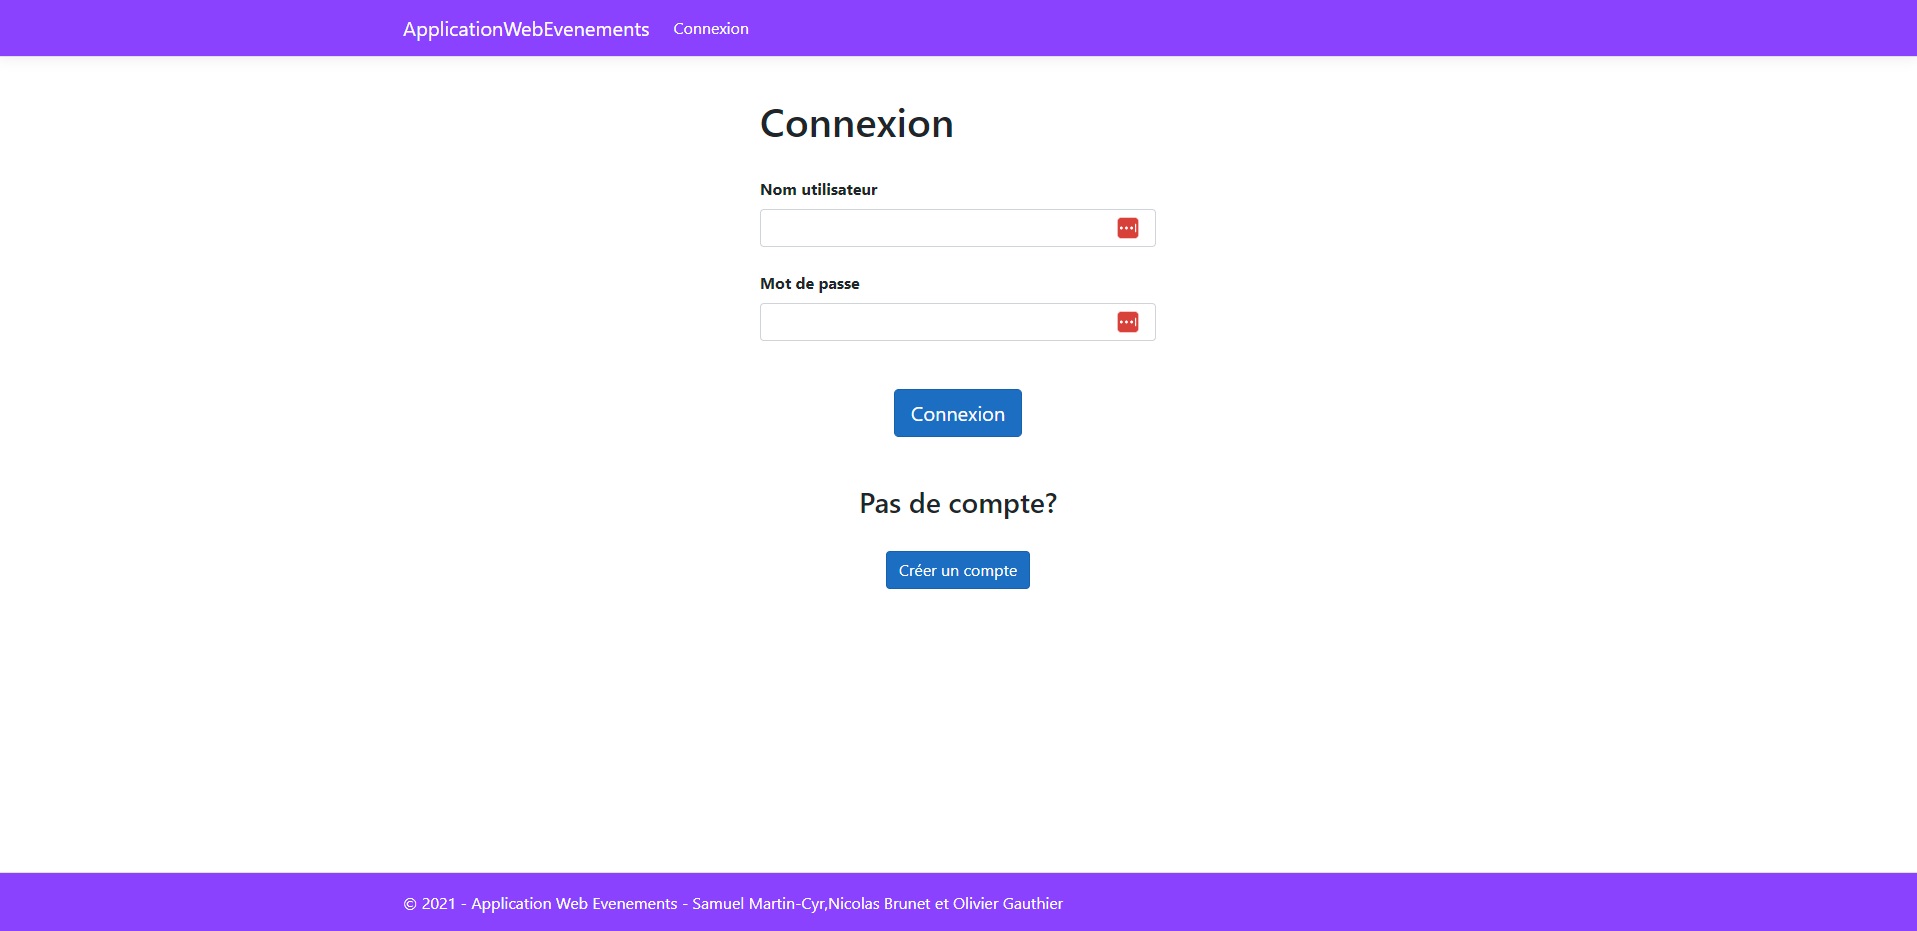 ApplicationWebEvenements Connexion
Connexion
Nom utilisateur
Mot de passe
Connexion
Pas de compte?
Créer un compte
© 2021 - Application Web Evenements - Samuel Martin-Cyr,Nicolas Brunet et Olivier Gauthier